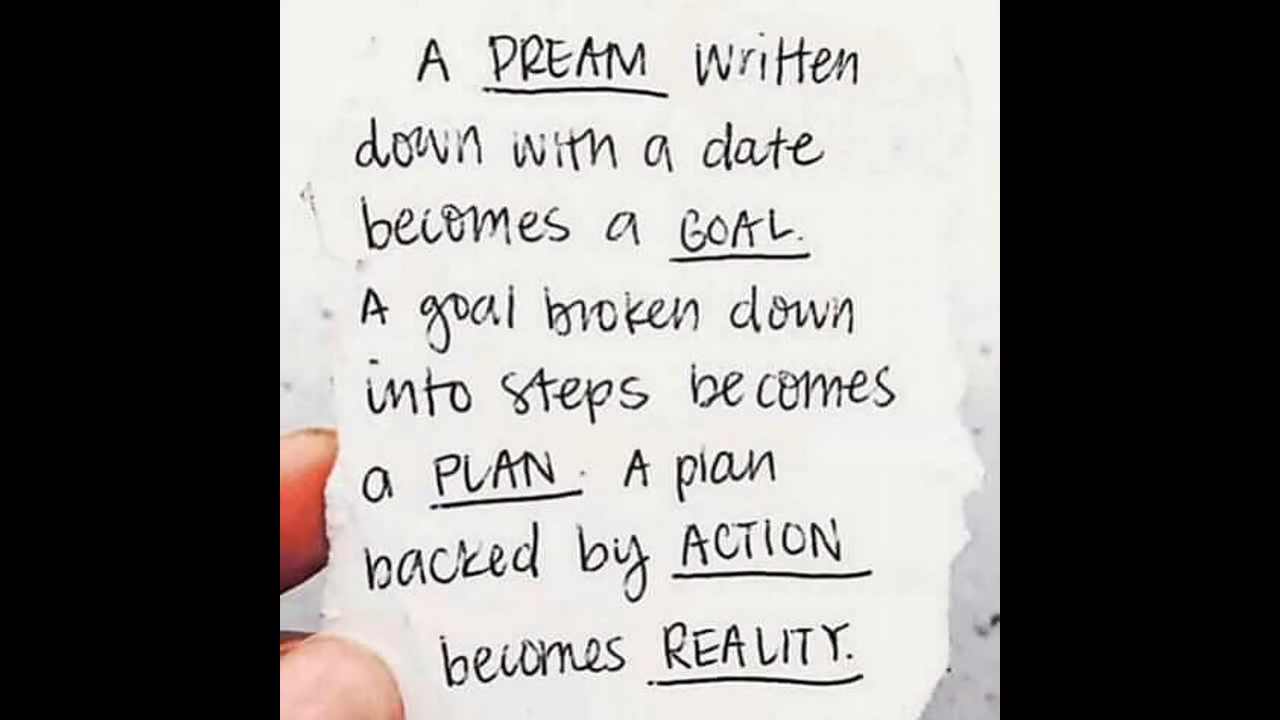 A DREAM written
down with a date
becomes a GOAL.
A goal broken down
into steps becomes
a PLAN. A plan
backed by ACTION
becomes REALITY.